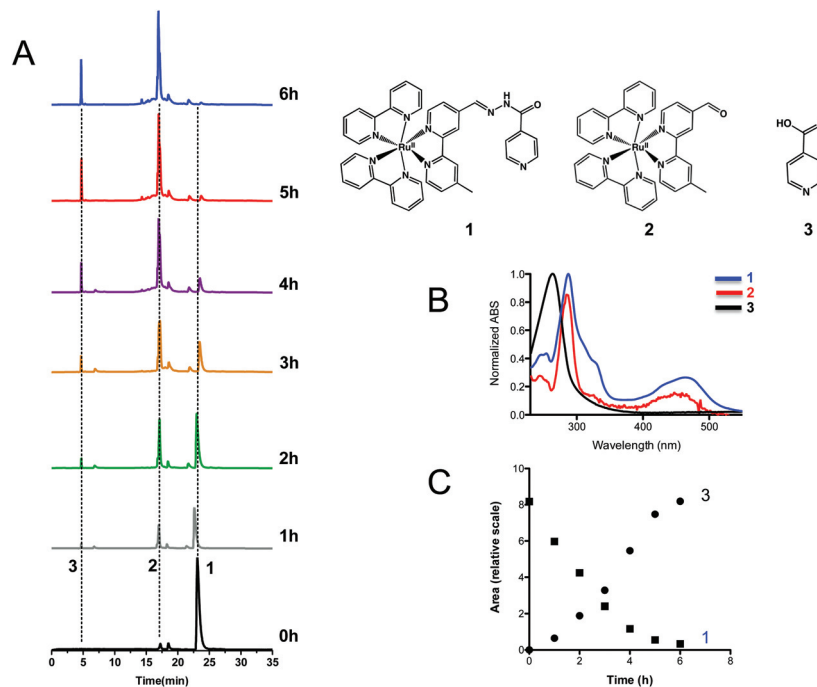 A
6h
5h
4h
3h
2h
1h
0h
3
2
1
0 5 10 15 20 25 30 35
Time(min)
N
N
N
N
N
N
Ru
II
N
H
N
O
N
1
N
N
N
N
N
N
Ru
II
O
2
HO
N
3
B
1
2
3
Normalized ABS
1.0
0.8
0.6
0.4
0.2
0.0
300 400 500
Wavelength (nm)
C
3
1
Area (relative scale)
10
8
6
4
2
0
0 2 4 6 8
Time (h)